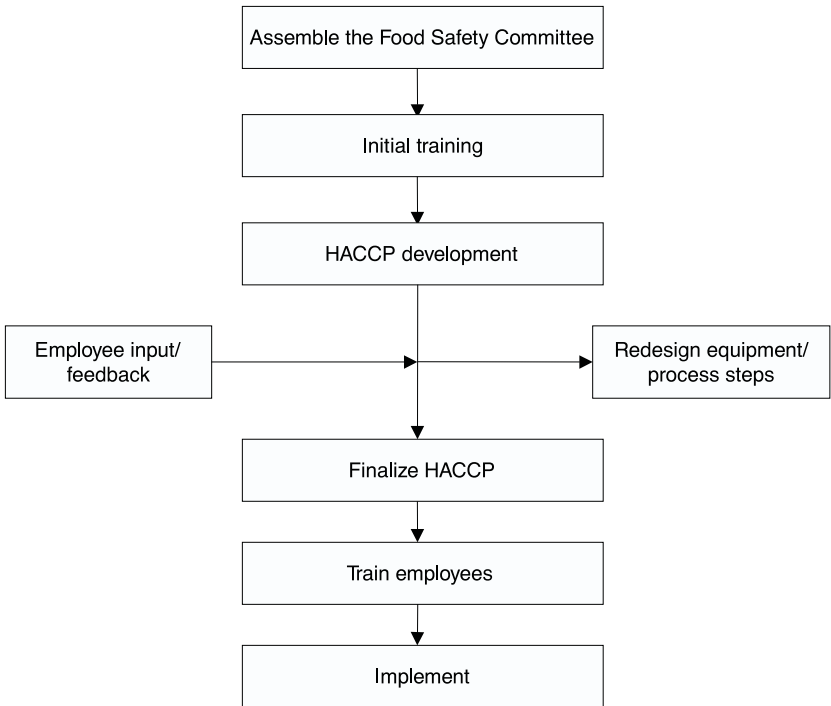 Assemble the Food Safety Committee
Initial training
HACCP development
Employee input/
feedback
Redesign equipment/
process steps
Finalize HACCP
Train employees
Implement